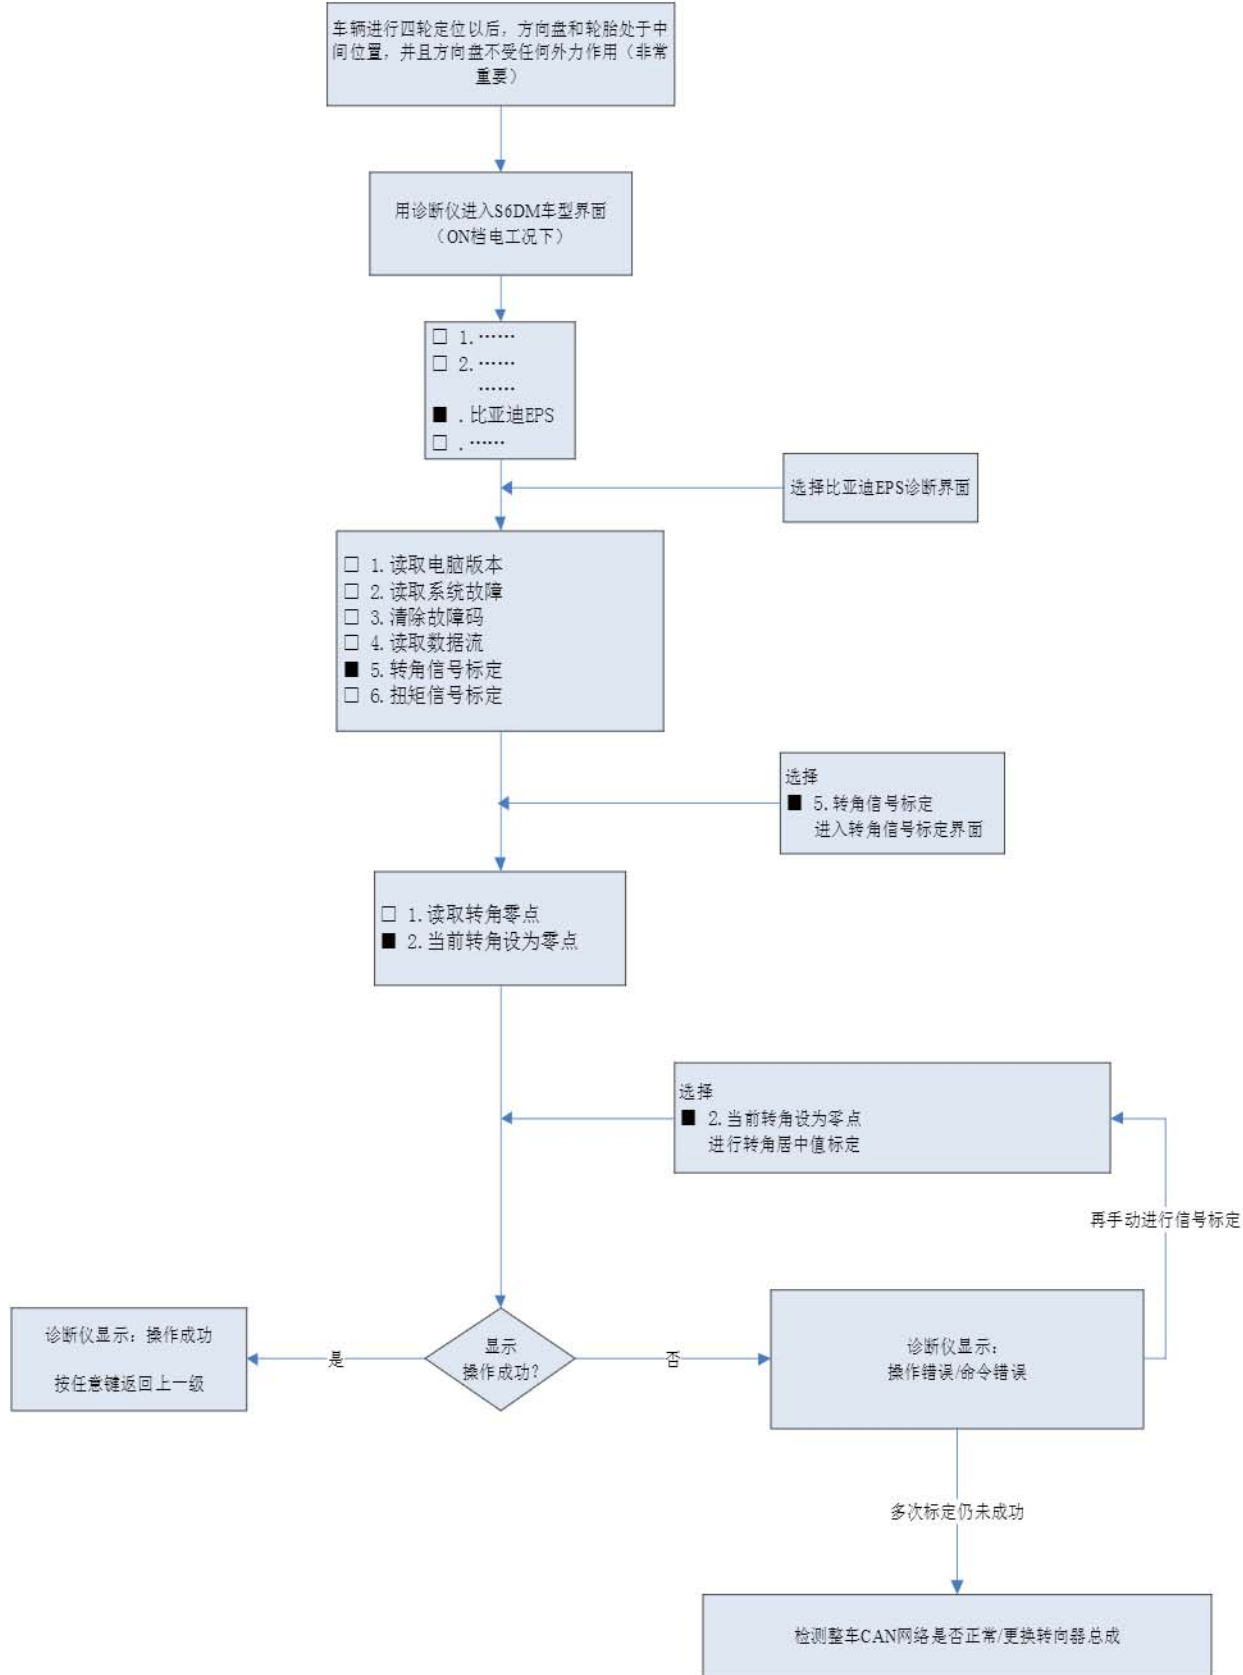 车辆进行四轮定位以后，方向盘和轮胎处于中
间位置，并且方向盘不受任何外力作用（非常
重要）
用诊断仪进入S6DM车型界面
（ON档电工况下）
□ 1.……
□ 2.……
……
■ .比亚迪EPS
□ .……
选择比亚迪EPS诊断界面
□ 1.读取电脑版本
□ 2.读取系统故障
□ 3.清除故障码
□ 4.读取数据流
■ 5.转角信号标定
□ 6.扭矩信号标定
选择
■ 5.转角信号标定
进入转角信号标定界面
□ 1.读取转角零点
■ 2.当前转角设为零点
选择
■ 2.当前转角设为零点
进行转角居中值标定
再手动进行信号标定
诊断仪显示：操作成功
按任意键返回上一级
是
显示
操作成功？
否
诊断仪显示：
操作错误/命令错误
多次标定仍未成功
检测整车CAN网络是否正常/更换转向器总成